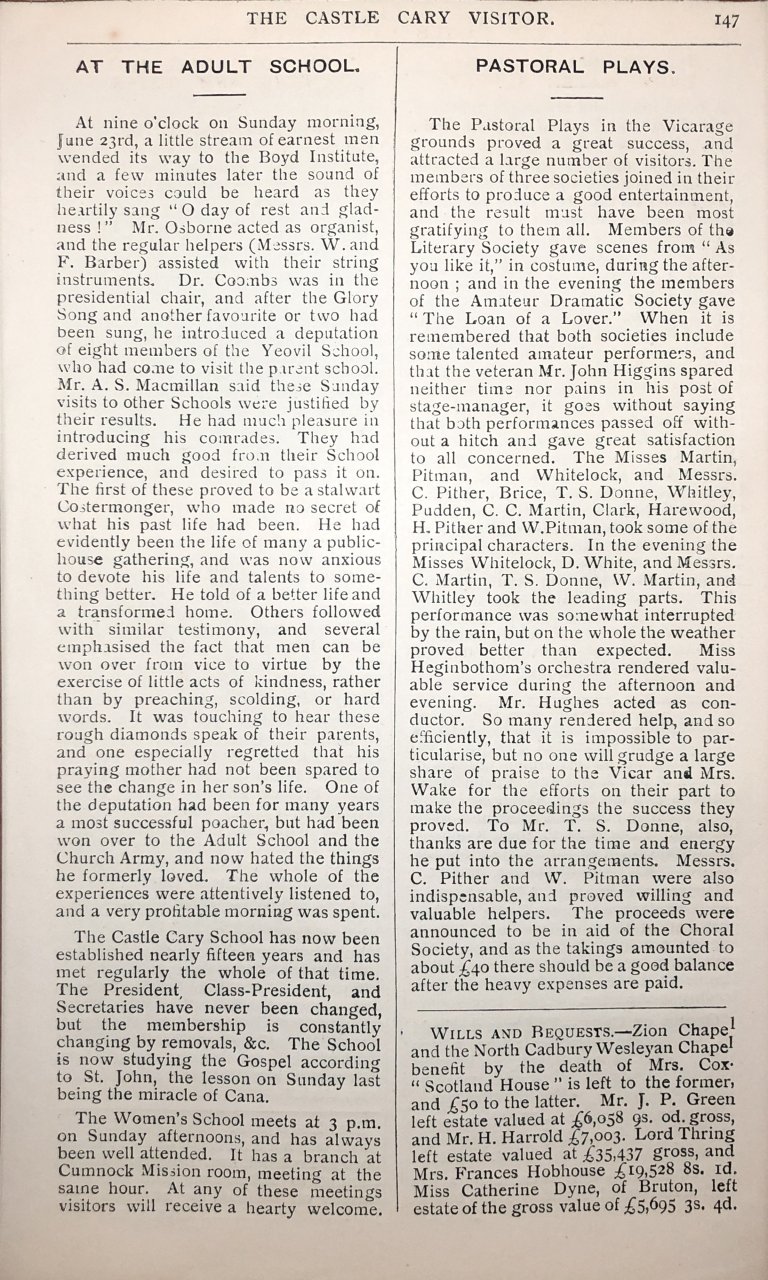 THE CASTLE CARY VISITOR. 147
AT THE ADULT SCHOOL.
At nine o'clock on Sunday morning,
June 23rd, a little stream of earnest men
wended its way to the Boyd Institute,
and a few minutes later the sound of
their voices could be heard as they
heartily sang "O day of rest and glad-
ness!" Mr. Osborne acted as organist,
and the regular helpers (Messrs. W. and
F. Barber) assisted with their string
instruments. Dr. Coombs was in the
presidential chair, and after the Glory
Song and another favourite or two had
been sung, he introduced a deputation
of eight members of the Yeovil School,
who had come to visit the parent school.
Mr. A. S. Macmillan said these Sunday
visits to other Schools were justified by
their results. He had much pleasure in
introducing his comrades. They had
derived much good from their School
experience, and desired to pass it on.
The first of these proved to be a stalwart
Costermonger, who made no secret of
what his past life had been. He had
evidently been the life of many a public-
house gathering, and was now anxious
to devote his life and talents to some-
thing better. He told of a better life and
a transformed home. Others followed
with similar testimony, and several
emphasised the fact that men can be
won over from vice to virtue by the
exercise of little acts of kindness, rather
than by preaching, scolding, or hard
words. It was touching to hear these
rough diamonds speak of their parents,
and one especially regretted that his
praying mother had not been spared to
see the change in her son's life. One of
the deputation had been for many years
a most successful poacher, but had been
won over to the Adult School and the
Church Army, and now hated the things
he formerly loved. The whole of the
experiences were attentively listened to,
and a very profitable morning was spent.
The Castle Cary School has now been
established nearly fifteen years and has
met regularly the whole of that time.
The President, Class-President, and
Secretaries have never been changed,
but the membership is constantly
changing by removals, &c. The School
is now studying the Gospel according
to St. John, the lesson on Sunday last
being the miracle of Cana.
The Women's School meets at 3 p.m.
on Sunday afternoons, and has always
been well attended. It has a branch at
Cumnock Mission room, meeting at the
same hour. At any of these meetings
visitors will receive a hearty welcome.
PASTORAL PLAYS.
The Pastoral Plays in the Vicarage
grounds proved a great success, and
attracted a large number of visitors. The
members of three societies joined in their
efforts to produce a good entertainment,
and the result must have been most
gratifying to them all. Members of the
Literary Society gave scenes from "As
you like it," in costume, during the after-
noon; and in the evening the members
of the Amateur Dramatic Society gave
"The Loan of a Lover." When it is
remembered that both societies include
some talented amateur performers, and
that the veteran Mr. John Higgins spared
neither time nor pains in his post of
stage-manager, it goes without saying
that both performances passed off with-
out a hitch and gave great satisfaction
to all concerned. The Misses Martin,
Pitman, and Whitelock, and Messrs.
C. Pither, Brice, T. S. Donne, Whitley,
Pudden, C. C. Martin, Clark, Harewood,
H. Pither and W. Pitman, took some of the
principal characters. In the evening the
Misses Whitelock, D. White, and Messrs.
C. Martin, T. S. Donne, W. Martin, and
Whitley took the leading parts. This
performance was somewhat interrupted
by the rain, but on the whole the weather
proved better than expected. Miss
Heginbothom's orchestra rendered valu-
able service during the afternoon and
evening. Mr. Hughes acted as con-
ductor. So many rendered help, and so
efficiently, that it is impossible to par-
ticularise, but no one will grudge a large
share of praise to the Vicar and Mrs.
Wake for the efforts on their part to
make the proceedings the success they
proved. To Mr. T. S. Donne, also,
thanks are due for the time and energy
he put into the arrangements. Messrs.
C. Pither and W. Pitman were also
indispensable, and proved willing and
valuable helpers. The proceeds were
announced to be in aid of the Choral
Society, and as the takings amounted to
about £40 there should be a good balance
after the heavy expenses are paid.
WILLS AND BEQUESTS.—Zion Chapel
and the North Cadbury Wesleyan Chapel
benefit by the death of Mrs. Cox.
"Scotland House" is left to the former,
and £50 to the latter. Mr. J. P. Green
left estate valued at £6,058 9s. od. gross,
and Mr. H. Harrold £7,003. Lord Thring
left estate valued at £35,437 gross, and
Mrs. Frances Hobhouse £19,528 8s. 1d.
Miss Catherine Dyne, of Bruton, left
estate of the gross value of £5,695 3s. 4d.